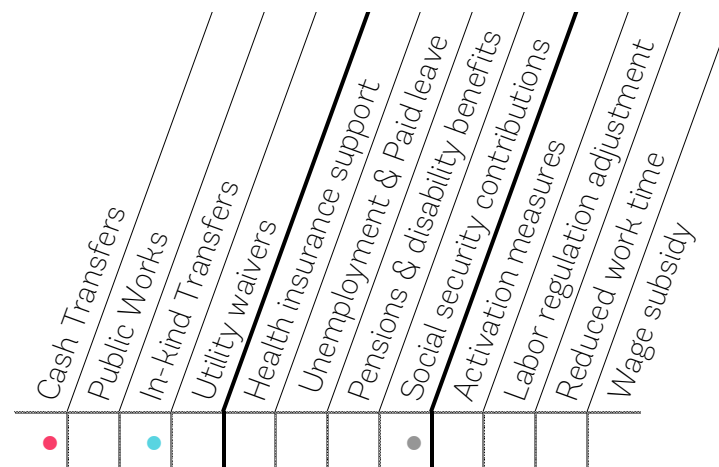 Cash Transfers
Public Works
In-kind Transfers
Utility waivers
Health insurance support
Unemployment & Paid leave
Pensions & disability benefits
Social security contributions
Activation measures
Labor regulation adjustment
Reduced work time
Wage subsidy